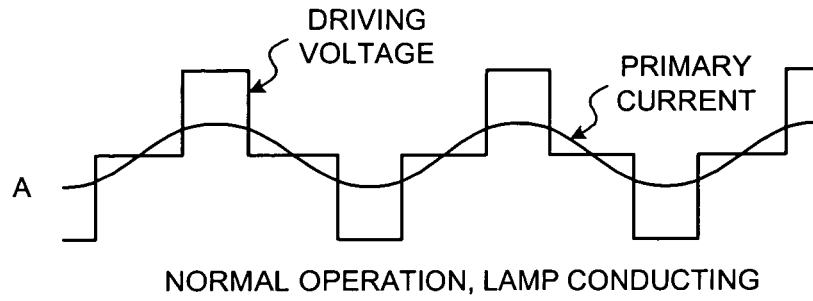 DRIVING
VOLTAGE
PRIMARY
CURRENT
A
NORMAL OPERATION, LAMP CONDUCTING